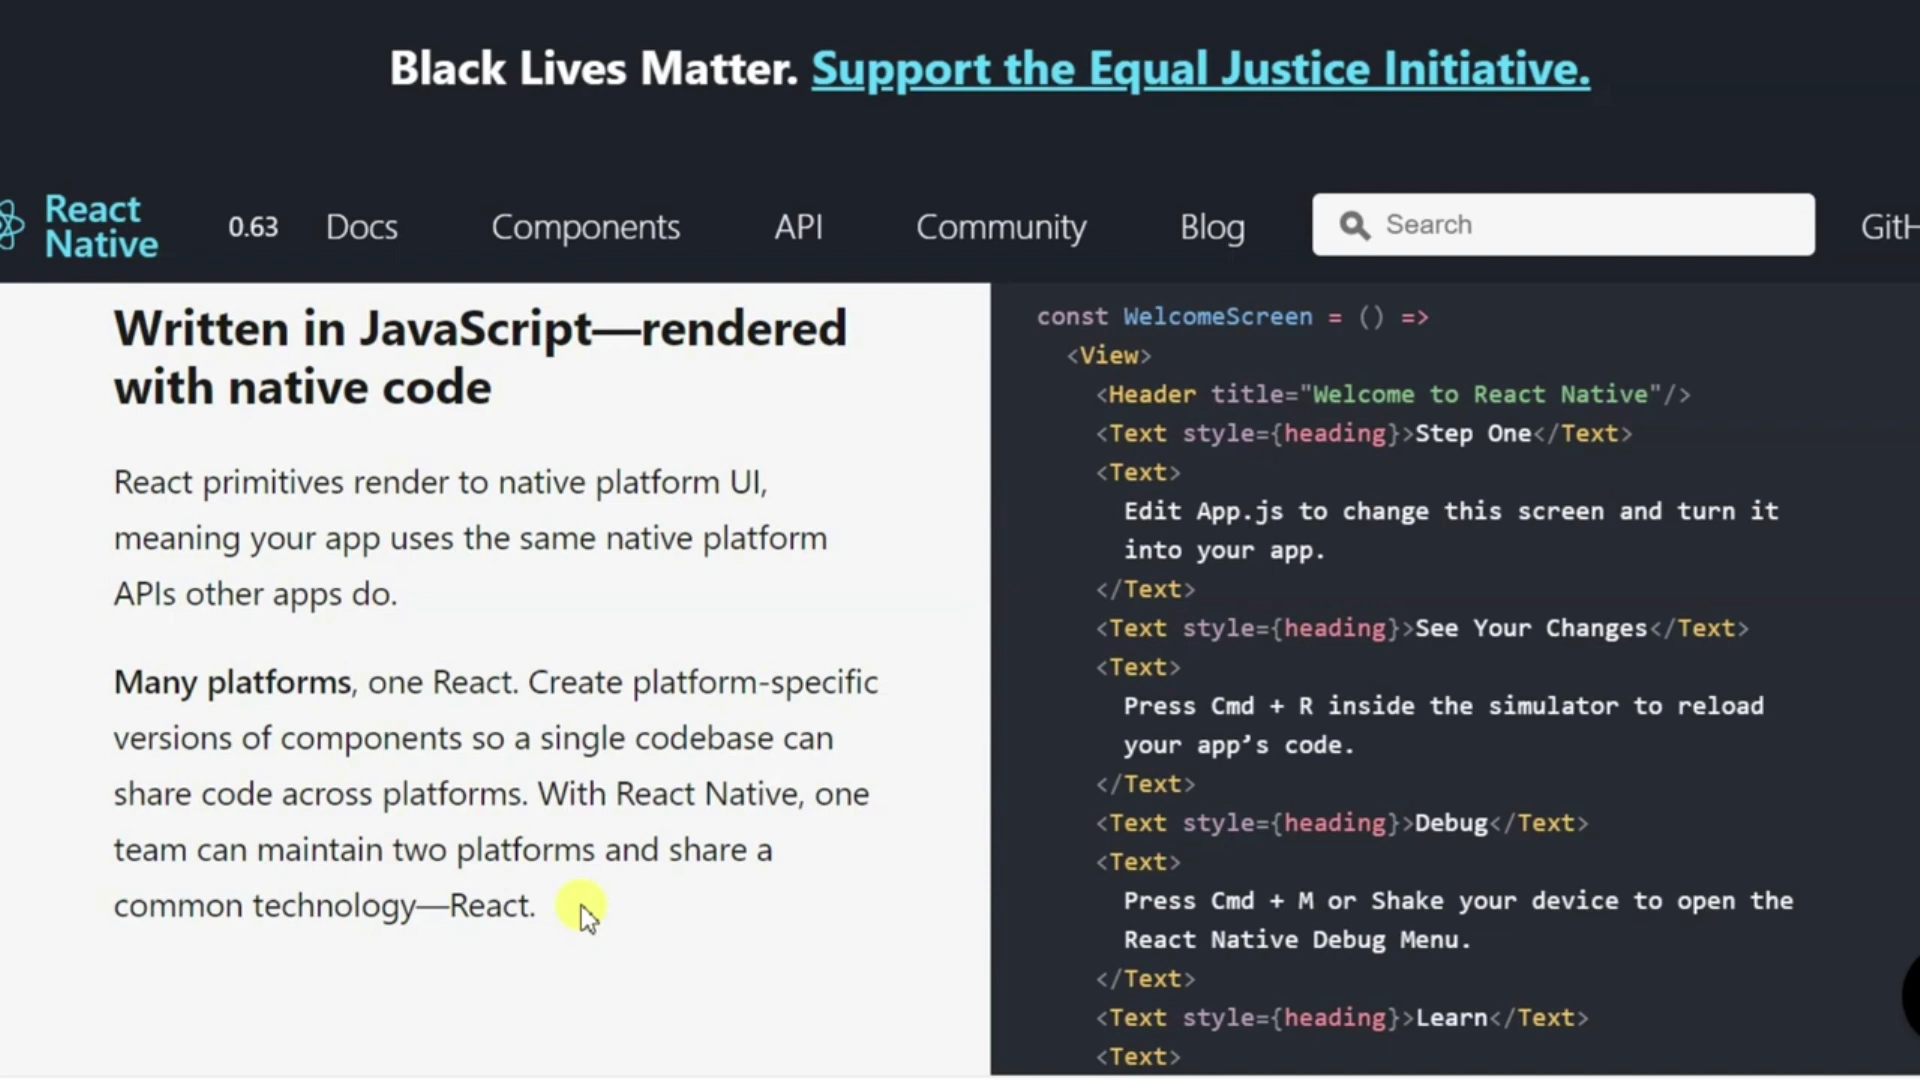 Black Lives Matter. Support the Equal Justice Initiative.
React
Native
0.63 Docs Components API Community Blog Search GitH
Written in JavaScript—rendered
with native code
React primitives render to native platform UI,
meaning your app uses the same native platform
APIs other apps do.
Many platforms, one React. Create platform-specific
versions of components so a single codebase can
share code across platforms. With React Native, one
team can maintain two platforms and share a
common technology—React.
const WelcomeScreen = () =>
<View>
<Header title="Welcome to React Native"/>
<Text style={heading}>Step One</Text>
<Text>
Edit App.js to change this screen and turn it
into your app.
</Text>
<Text style={heading}>See Your Changes</Text>
<Text>
Press Cmd + R inside the simulator to reload
your app’s code.
</Text>
<Text style={heading}>Debug</Text>
<Text>
Press Cmd + M or Shake your device to open the
React Native Debug Menu.
</Text>
<Text style={heading}>Learn</Text>
<Text>